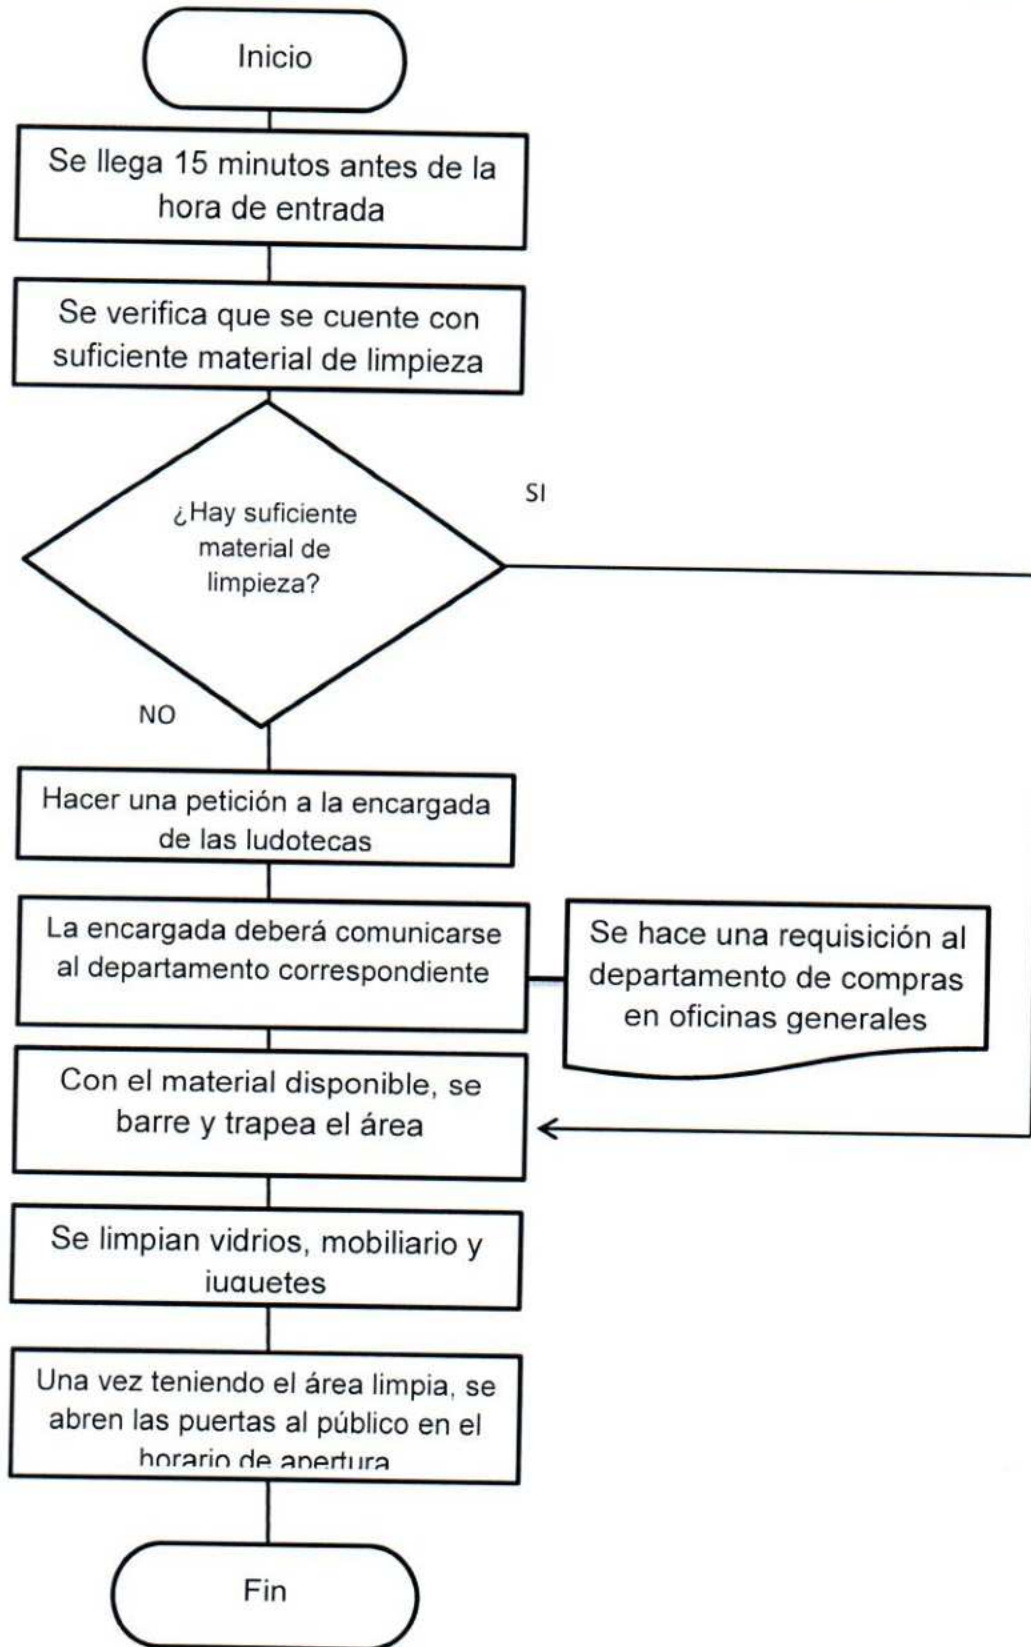 Inicio
Se llega 15 minutos antes de la
hora de entrada
Se verifica que se cuente con
suficiente material de limpieza
¿Hay suficiente
material de
limpieza?
SI
NO
Hacer una petición a la encargada
de las ludotecas
La encargada deberá comunicarse
al departamento correspondiente
Se hace una requisición al
departamento de compras
en oficinas generales
Con el material disponible, se
barre y trapea el área
Se limpian vidrios, mobiliario y
juguetes
Una vez teniendo el área limpia, se
abren las puertas al público en el
horario de apertura
Fin